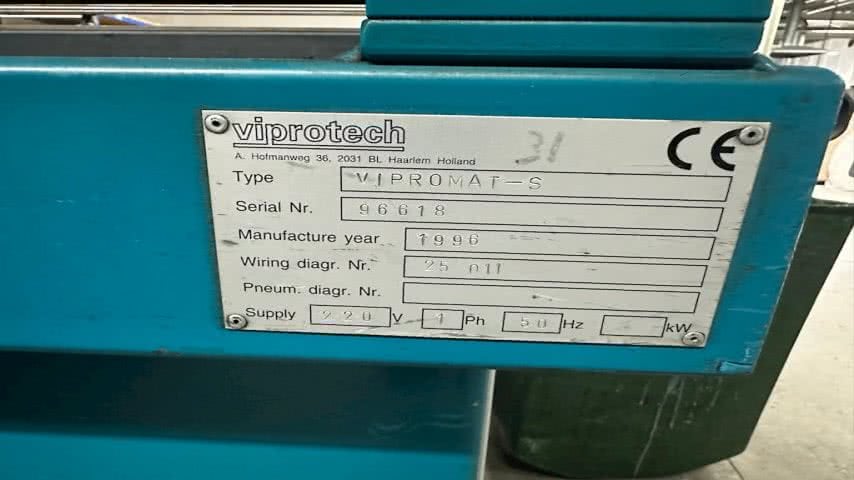 viprotech
CE
A. Hofmanweg 36, 2031 BL Haarlem Holland
Type VIPROMAT-S
Serial Nr. 96618
Manufacture year 1996
Wiring diagr. Nr. 25 011
Pneum. diagr. Nr.
Supply 220 V 1 Ph 50 Hz kW